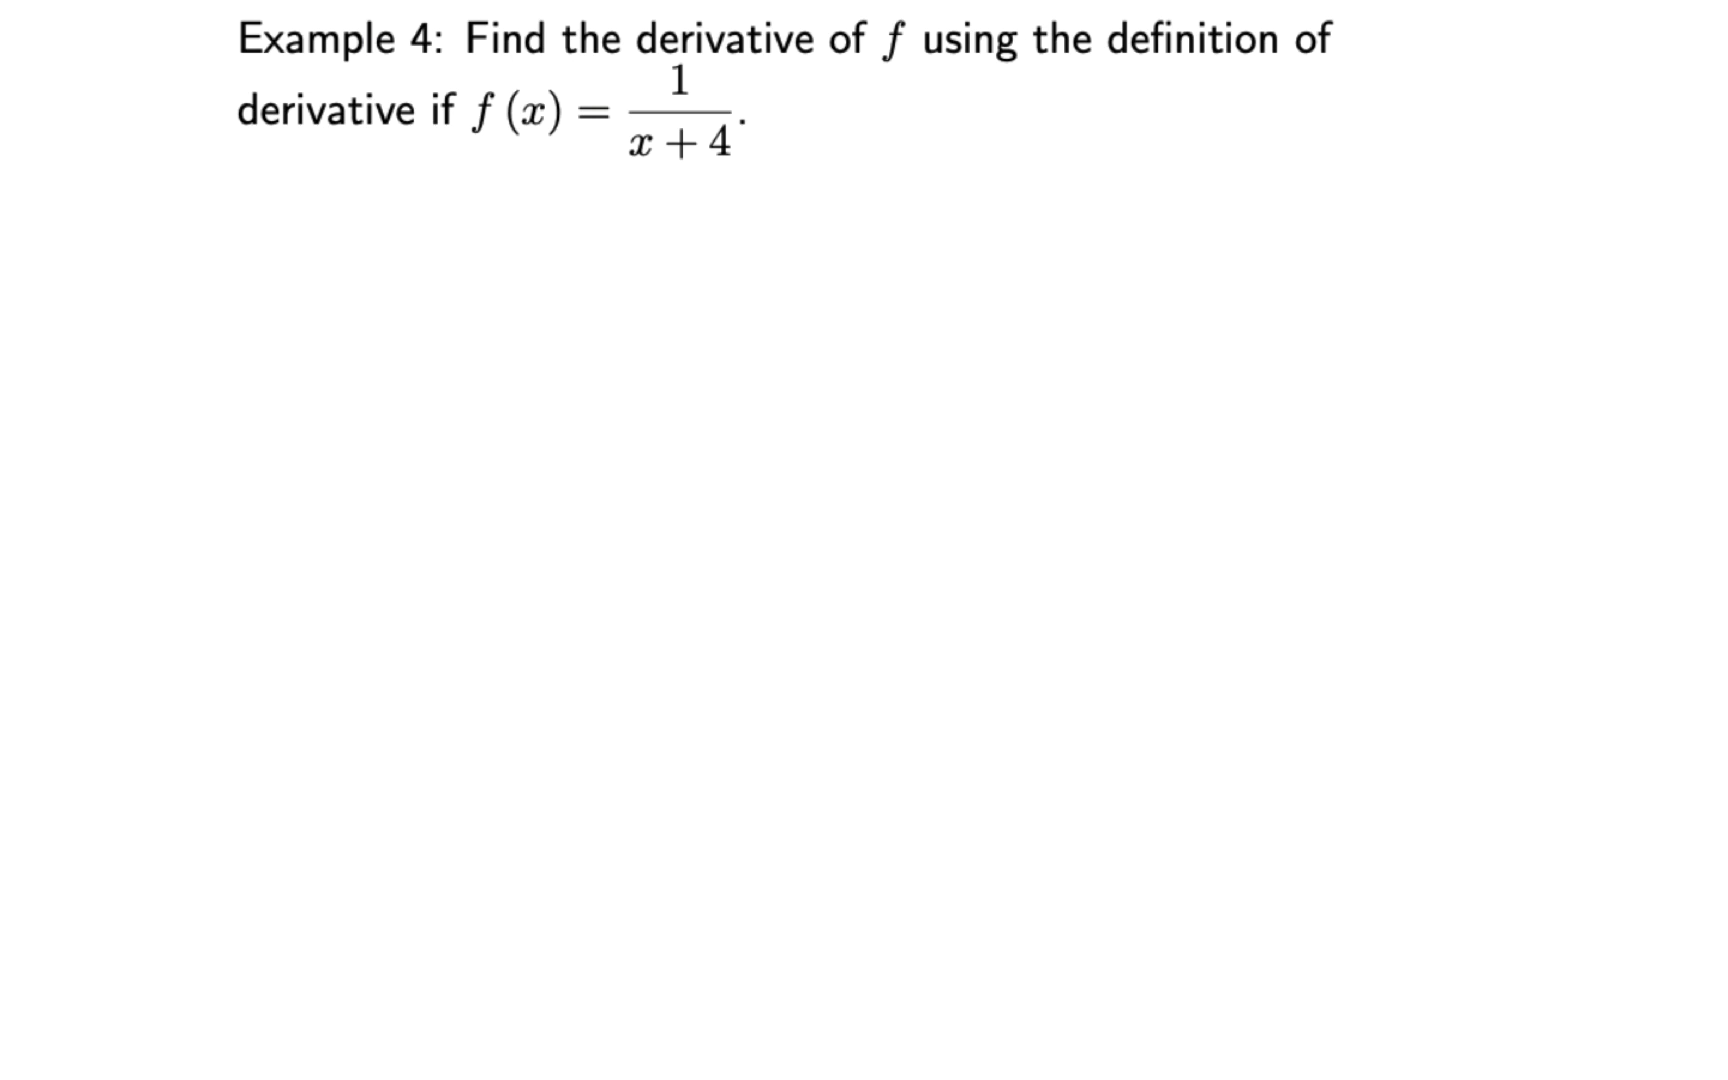 Example 4: Find the derivative of f using the definition of
derivative if f (x) = 1/(x + 4).